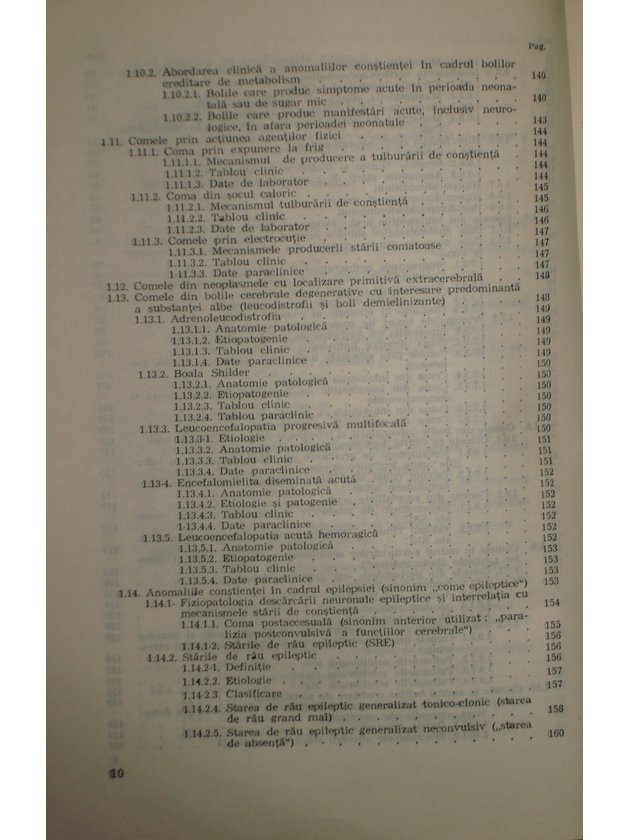 Pag.
1.10.2. Abordarea clinică a anomaliilor conștienței în cadrul bolilor
ereditare de metabolism . . . . . . . . 140
1.10.2.1. Bolile care produc simptome acute în perioada neona-
tală sau de sugar mic . . . . . . . . 140
1.10.2.2. Bolile care produc manifestări acute, inclusiv neuro-
logice, în afara perioadei neonatale . . . . . 143
1.11. Comele prin acțiunea agenților fizici . . . . . . . 144
1.11.1. Coma prin expunere la frig . . . . . . . 144
1.11.1.1. Mecanismul de producere a tulburării de conștiență . 144
1.11.1.2. Tablou clinic . . . . . . . . 144
1.11.1.3. Date de laborator . . . . . . . 144
1.11.2. Coma din șocul caloric . . . . . . . . 145
1.11.2.1. Mecanismul tulburării de conștiență . . . . 145
1.11.2.2. Tablou clinic . . . . . . . . 146
1.11.2.3. Date de laborator . . . . . . . 146
1.11.3. Comele prin electrocuție . . . . . . . . 147
1.11.3.1. Mecanismele producerii stării comatoase . . . 147
1.11.3.2. Tablou clinic . . . . . . . . 147
1-11.3.3. Date paraclinice . . . . . . . 147
1.12. Comele din neoplasmele cu localizare primitivă extracerebrală . . 148
1.13. Comele din bolile cerebrale degenerative cu interesare predominantă
a substanței albe (leucodistrofii și boli demielinizante) . . . . 148
1.13.1. Adrenoleucodistrofia . . . . . . . . 149
1.13.1.1. Anatomie patologică . . . . . . . 149
1.13.1.2. Etiopatogenie . . . . . . . . 149
1.13.1.3. Tablou clinic . . . . . . . . 149
1.13.1.4. Date paraclinice . . . . . . . 150
1.13.2. Boala Shilder . . . . . . . . . 150
1.13.2.1. Anatomie patologică . . . . . . . 150
1.13.2.2. Etiopatogenie . . . . . . . . 150
1.13.2.3. Tablou clinic . . . . . . . . 150
1.13.2.4. Tablou paraclinic . . . . . . . 150
1.13.3. Leucoencefalopatia progresivă multifocală . . . . . 150
1.13.3-1. Etiologie . . . . . . . . . 151
1.13.3.2. Anatomie patologică . . . . . . . 151
1.13.3.3. Tablou clinic . . . . . . . . 151
1.13.3.4. Date paraclinice . . . . . . . 152
1.13-4. Encefalomielita diseminată acută . . . . . . 152
1.13.4.1. Anatomie patologică . . . . . . . 152
1.13.4.2. Etiologie și patogenie . . . . . . 152
1.13.4.3. Tablou clinic . . . . . . . . 152
1-13.4.4. Date paraclinice . . . . . . . 152
1.13.5. Leucoencefalopatia acută hemoragică . . . . . . 152
1.13.5.1. Anatomie patologică . . . . . . . 153
1.13.5.2. Etiopatogenie . . . . . . . . 153
1.13.5.3. Tablou clinic . . . . . . . . 153
1.13.5.4. Date paraclinice . . . . . . . 153
1.14. Anomaliile conștienței în cadrul epilepsiei (sinonim „come epileptice“)
1.14.1- Fiziopatologia descărcării neuronale epileptice și interrelația cu
mecanismele stării de conștiență . . . . . . 154
1.14.1.1. Coma postaccesuală (sinonim anterior utilizat: „para-
lizia postconvulsivă a funcțiilor cerebrale“) . . . 155
1.14.1-2. Stările de rău epileptic (SRE) . . . . . 156
1.14.2. Stările de rău epileptic . . . . . . . . 156
1.14.2-1. Definiție . . . . . . . . . 156
1.14.2.2. Etiologie . . . . . . . . . 157
1-14-2.3. Clasificare . . . . . . . . . 157
1.14.2.4. Starea de rău epileptic generalizat tonico-clonic (starea
de rău grand mal) . . . . . . . . 158
1.14.2.5. Starea de rău epileptic generalizat neconvulsiv („starea
de absență“) . . . . . . . . . 160
10